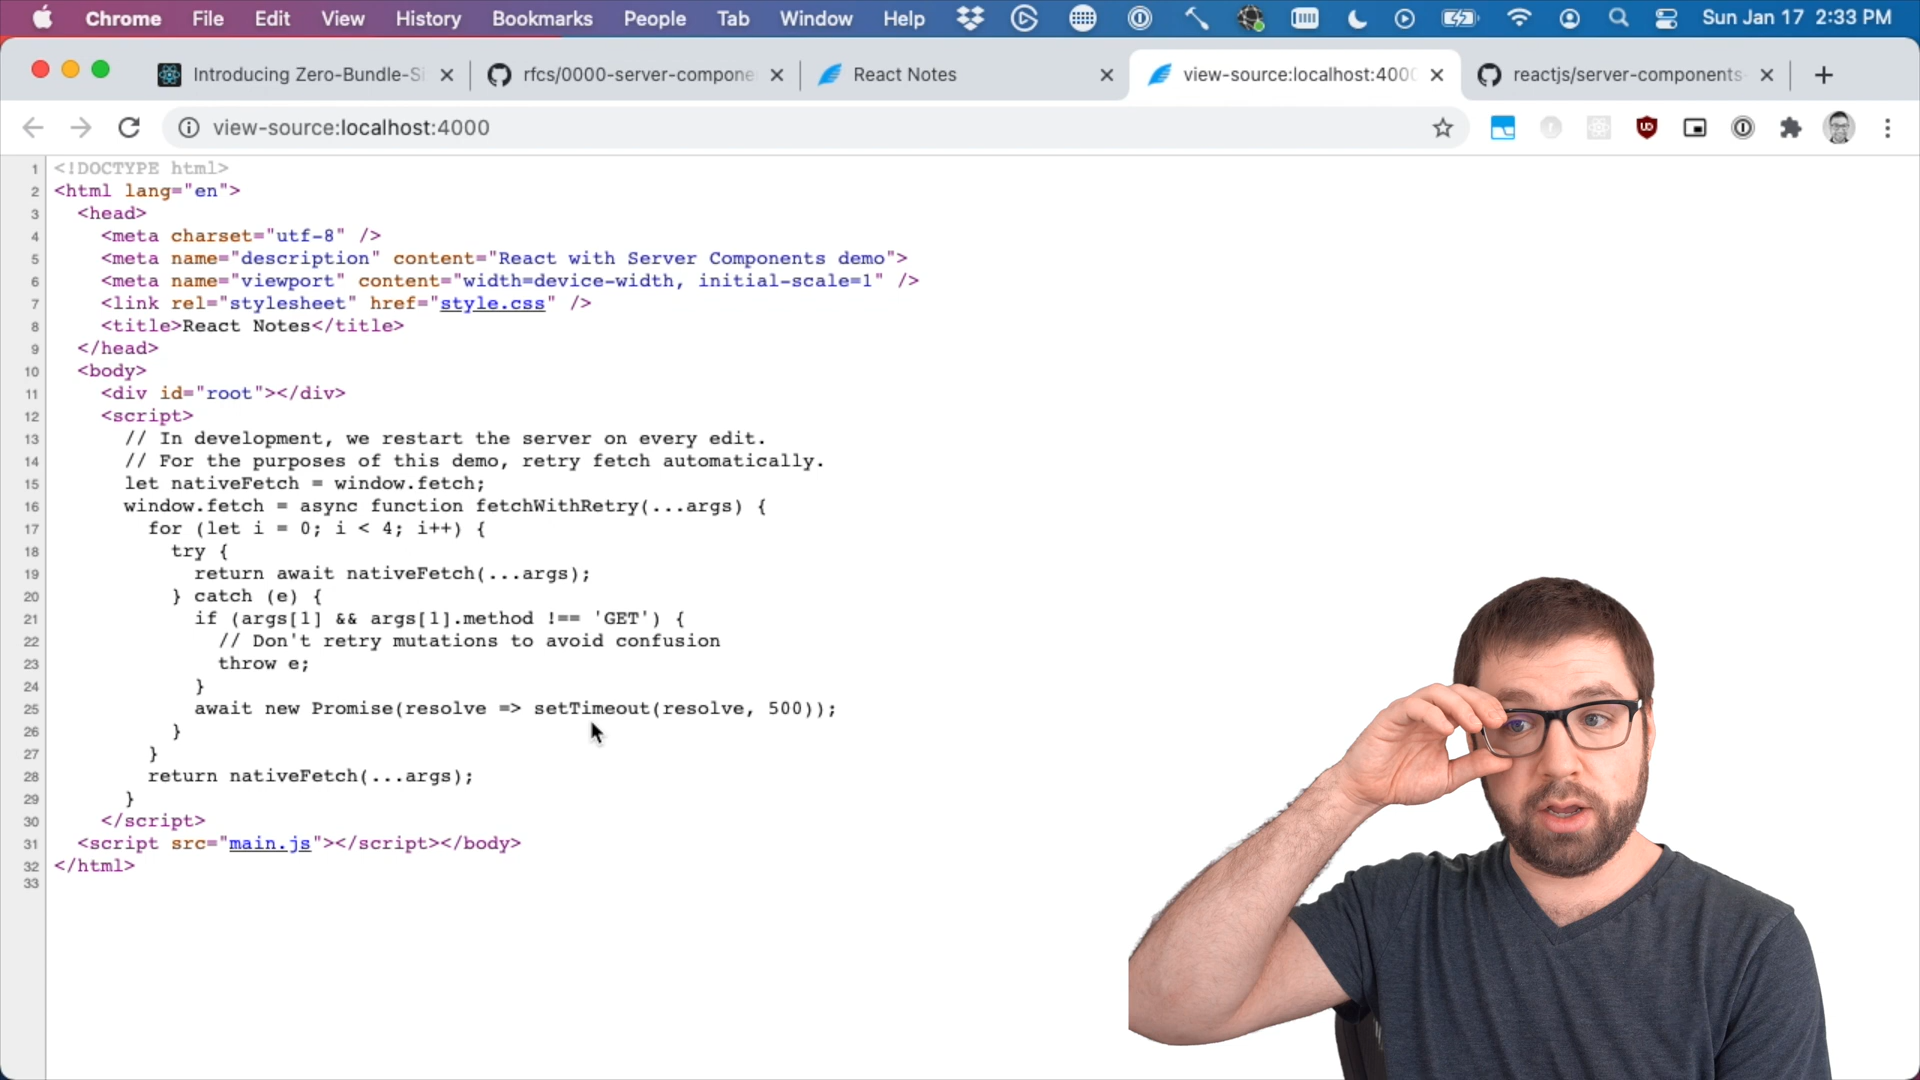 Chrome File Edit View History Bookmarks People Tab Window Help Sun Jan 17 2:33 PM
Introducing Zero-Bundle-Si rfcs/0000-server-compone React Notes view-source:localhost:400 reactjs/server-components-
view-source:localhost:4000
1 <!DOCTYPE html>
2 <html lang="en">
3 <head>
4 <meta charset="utf-8" />
5 <meta name="description" content="React with Server Components demo">
6 <meta name="viewport" content="width=device-width, initial-scale=1" />
7 <link rel="stylesheet" href="style.css" />
8 <title>React Notes</title>
9 </head>
10 <body>
11 <div id="root"></div>
12 <script>
13 // In development, we restart the server on every edit.
14 // For the purposes of this demo, retry fetch automatically.
15 let nativeFetch = window.fetch;
16 window.fetch = async function fetchWithRetry(...args) {
17 for (let i = 0; i < 4; i++) {
18 try {
19 return await nativeFetch(...args);
20 } catch (e) {
21 if (args[1] && args[1].method !== 'GET') {
22 // Don't retry mutations to avoid confusion
23 throw e;
24 }
25 await new Promise(resolve => setTimeout(resolve, 500));
26 }
27 }
28 return nativeFetch(...args);
29 }
30 </script>
31 <script src="main.js"></script></body>
32 </html>
33